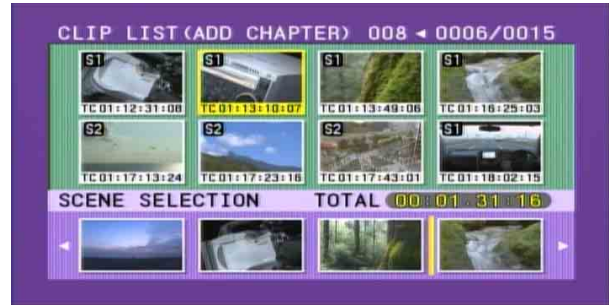 CLIP LIST(ADD CHAPTER) 008 ◄ 0006/0015
S1 S1 S1 S1
TC 01:12:31:08 TC 01:13:10:07 TC 01:13:49:06 TC 01:16:25:03
S2 S2 S2 S1
TC 01:17:13:24 TC 01:17:23:16 TC 01:17:43:01 TC 01:18:02:15
SCENE SELECTION TOTAL 00:01:31:16